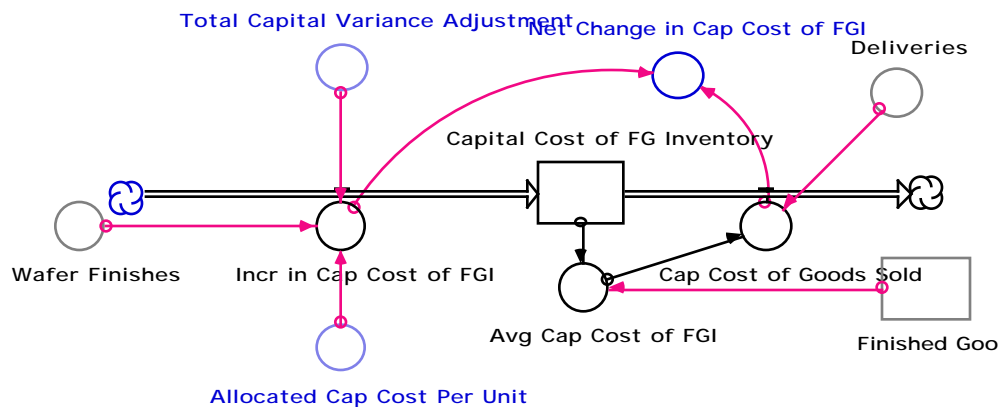 Total Capital Variance Adjustment
Net Change in Cap Cost of FGI
Deliveries
Capital Cost of FG Inventory
Wafer Finishes
Incr in Cap Cost of FGI
Cap Cost of Goods Sold
Avg Cap Cost of FGI
Finished Goo
Allocated Cap Cost Per Unit